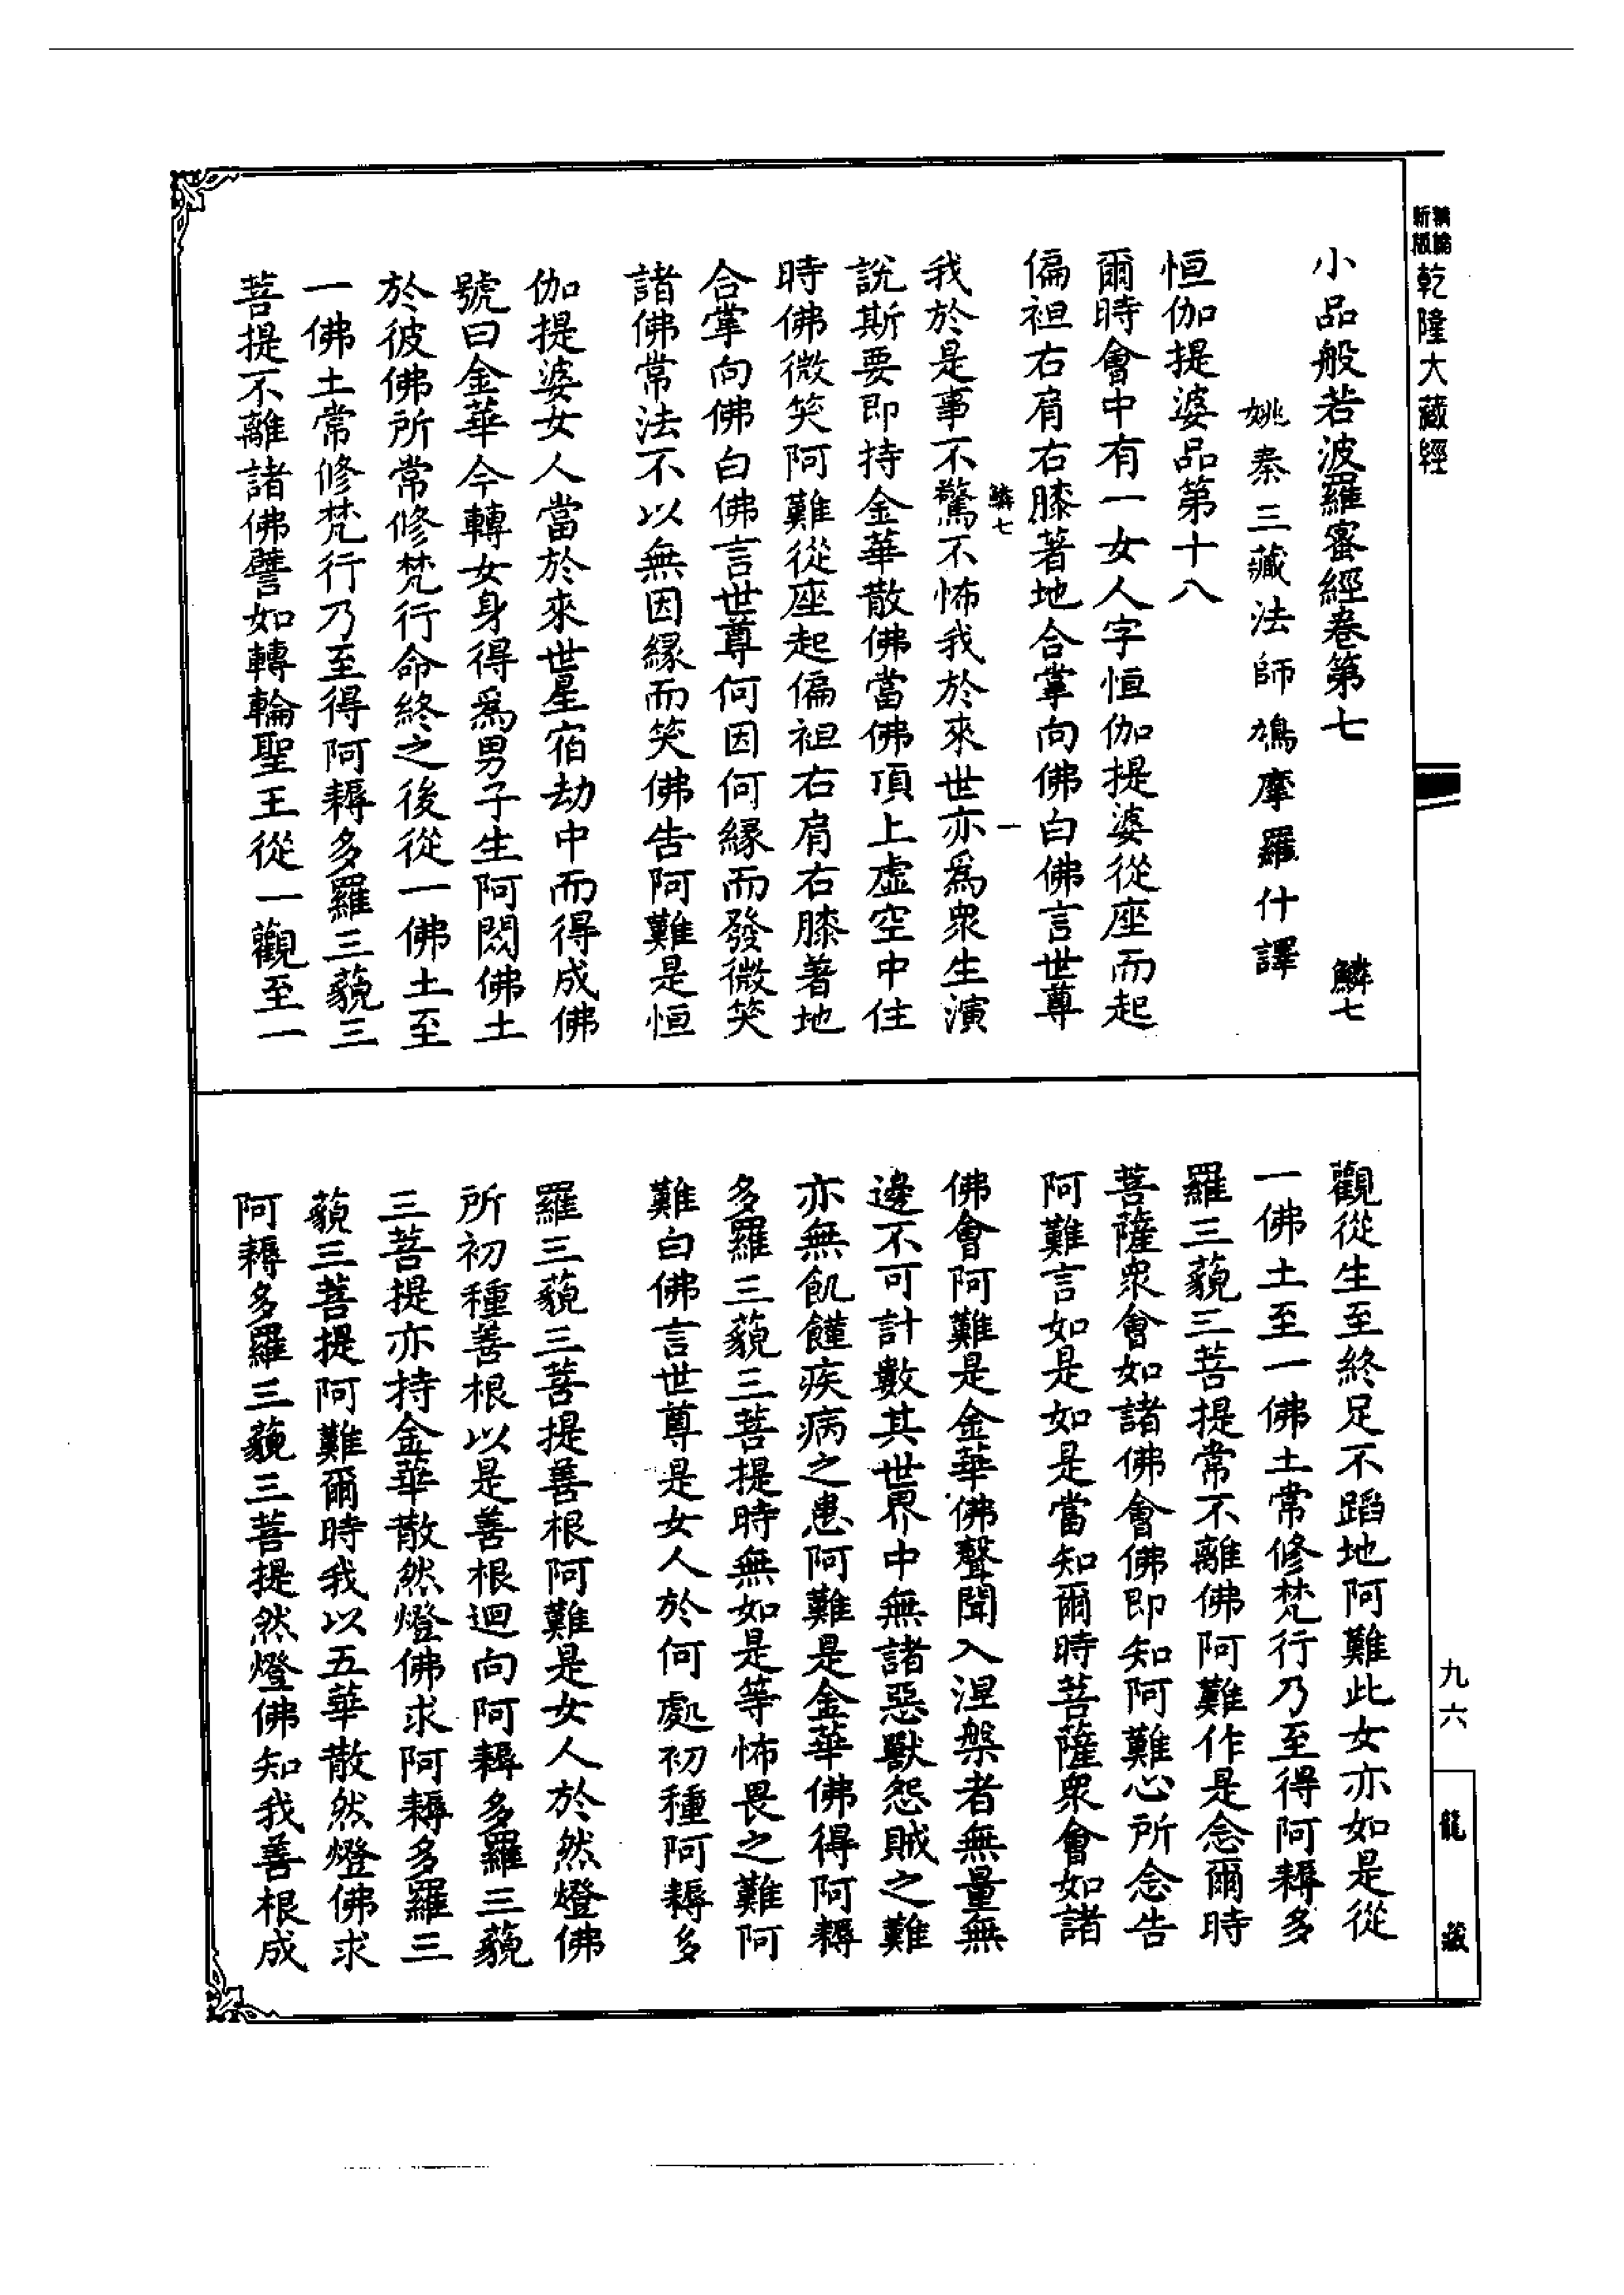 新版精編
乾隆大藏經
小品般若波羅蜜經卷第七 鱗七
姚秦三藏法師鳩摩羅什譯
恒伽提婆品第十八
爾時會中有一女人字恒伽提婆從座而起
偏袒右肩右膝著地合掌向佛白佛言世尊
鱗七 一
我於是事不驚不怖我於來世亦爲衆生演
說斯要即持金華散佛當佛頂上虛空中住
時佛微笑阿難從座起偏袒右肩右膝著地
合掌向佛白佛言世尊何因何緣而發微笑
諸佛常法不以無因緣而笑佛告阿難是恒
伽提婆女人當於來世星宿劫中而得成佛
號曰金華今轉女身得爲男子生阿閦佛土
於彼佛所常修梵行命終之後從一佛土至
一佛土常修梵行乃至得阿耨多羅三藐三
菩提不離諸佛譬如轉輪聖王從一觀至一
觀從生至終足不蹈地阿難此女亦如是從
一佛土至一佛土常修梵行乃至得阿耨多
羅三藐三菩提常不離佛阿難作是念爾時
菩薩衆會如諸佛會佛即知阿難心所念告
阿難言如是如是當知爾時菩薩衆會如諸
佛會阿難是金華佛聲聞入涅槃者無量無
邊不可計數其世界中無諸惡獸怨賊之難
亦無飢饉疾病之患阿難是金華佛得阿耨
多羅三藐三菩提時無如是等怖畏之難阿
難白佛言世尊是女人於何處初種阿耨多
羅三藐三菩提善根阿難是女人於然燈佛
所初種善根以是善根迴向阿耨多羅三藐
三菩提亦持金華散然燈佛求阿耨多羅三
藐三菩提阿難爾時我以五華散然燈佛求
阿耨多羅三藐三菩提然燈佛知我善根成
九六
龍藏